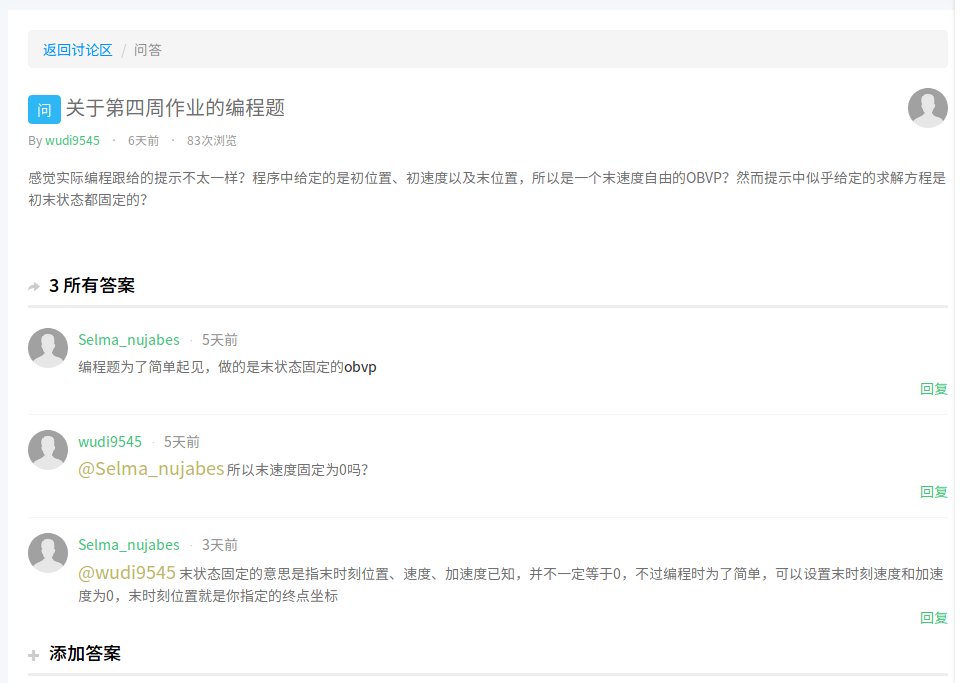 返回讨论区 / 问答
问 关于第四周作业的编程题
By wudi9545 · 6天前 · 83次浏览
感觉实际编程跟给的提示不太一样？程序中给定的是初位置、初速度以及末位置，所以是一个末速度自由的OBVP？然而提示中似乎给定的求解方程是
初末状态都固定的？
3 所有答案
Selma_nujabes · 5天前
编程题为了简单起见，做的是末状态固定的obvp
回复
wudi9545 · 5天前
@Selma_nujabes 所以末速度固定为0吗？
回复
Selma_nujabes · 3天前
@wudi9545 末状态固定的意思是指末时刻位置、速度、加速度已知，并不一定等于0，不过编程时为了简单，可以设置末时刻速度和加速
度为0，末时刻位置就是你指定的终点坐标
回复
添加答案